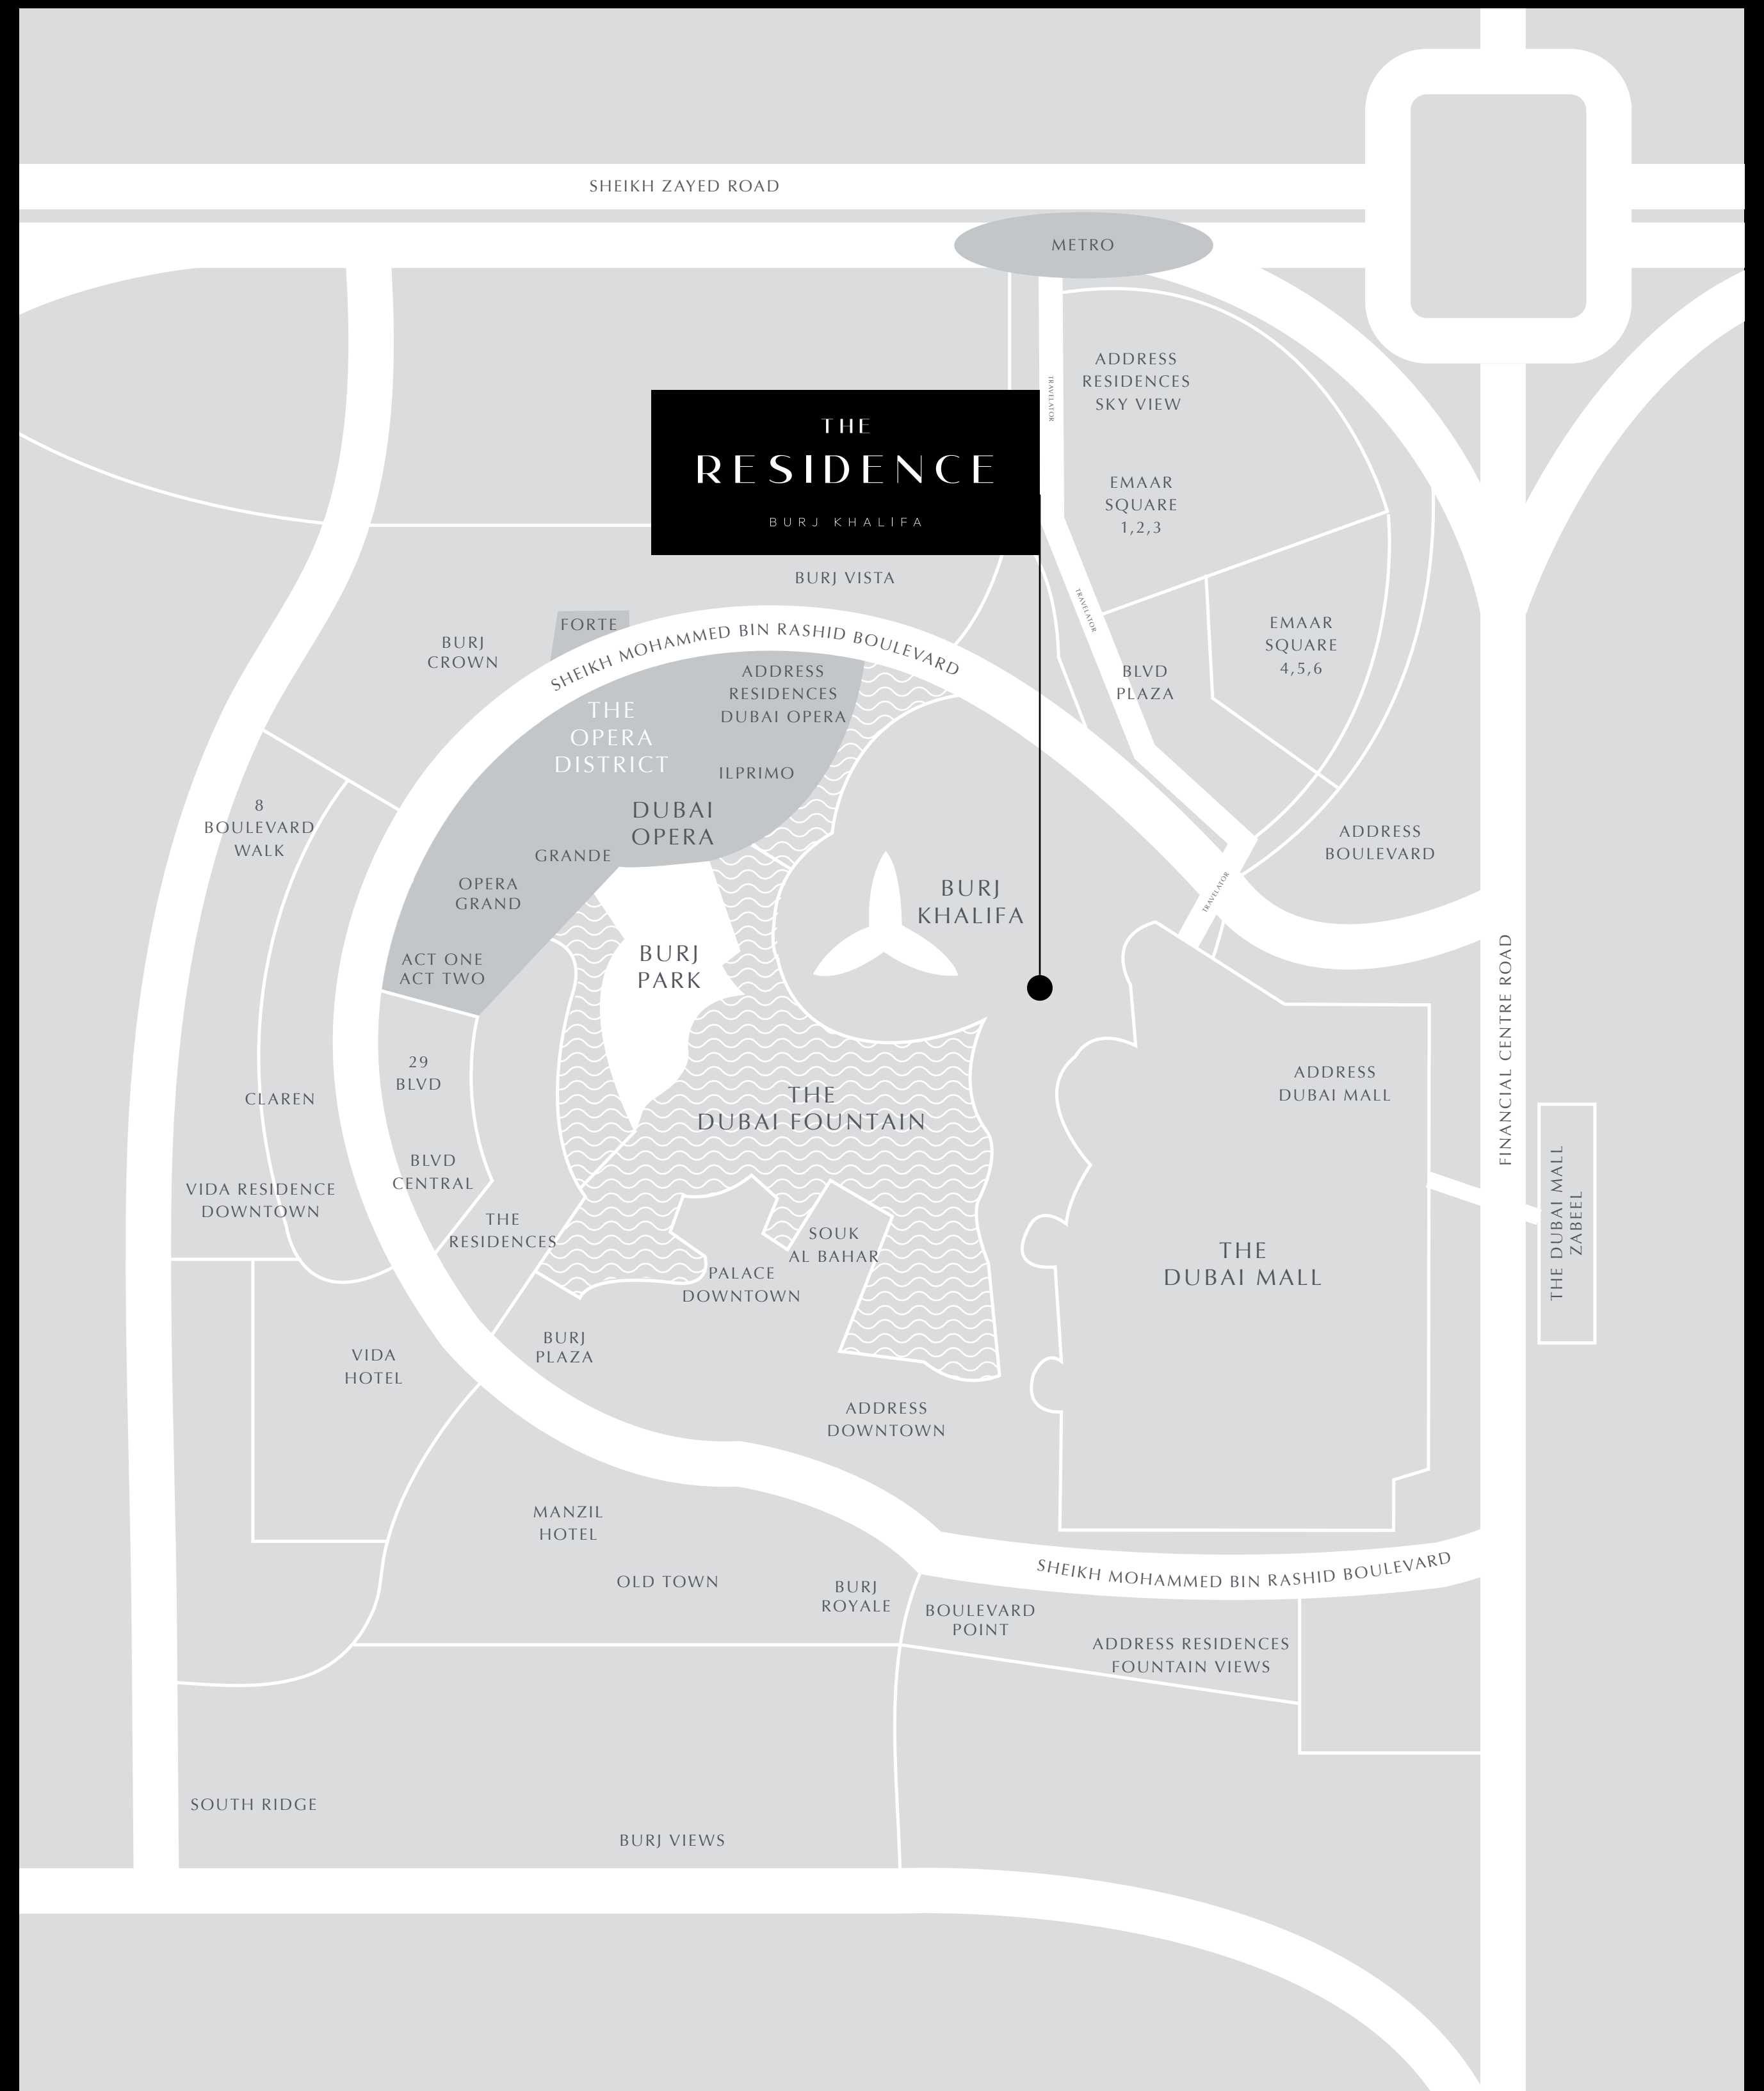 SHEIKH ZAYED ROAD
METRO
TRAVELATOR
ADDRESS
RESIDENCES
SKY VIEW
THE
RESIDENCE
BURJ KHALIFA
EMAAR
SQUARE
1,2,3
BURJ VISTA
TRAVELATOR
FORTE
BURJ
CROWN
SHEIKH MOHAMMED BIN RASHID BOULEVARD
EMAAR
SQUARE
4,5,6
ADDRESS
RESIDENCES
DUBAI OPERA
BLVD
PLAZA
THE
OPERA
DISTRICT
ILPRIMO
8
BOULEVARD
WALK
DUBAI
OPERA
ADDRESS
BOULEVARD
GRANDE
OPERA
GRAND
BURJ
KHALIFA
TRAVELATOR
ACT ONE
ACT TWO
BURJ
PARK
FINANCIAL CENTRE ROAD
29
BLVD
ADDRESS
DUBAI MALL
CLAREN
THE
DUBAI FOUNTAIN
BLVD
CENTRAL
VIDA RESIDENCE
DOWNTOWN
THE
RESIDENCES
SOUK
AL BAHAR
THE DUBAI MALL
ZABEEL
THE
DUBAI MALL
PALACE
DOWNTOWN
BURJ
PLAZA
VIDA
HOTEL
ADDRESS
DOWNTOWN
MANZIL
HOTEL
SHEIKH MOHAMMED BIN RASHID BOULEVARD
OLD TOWN
BURJ
ROYALE
BOULEVARD
POINT
ADDRESS RESIDENCES
FOUNTAIN VIEWS
SOUTH RIDGE
BURJ VIEWS